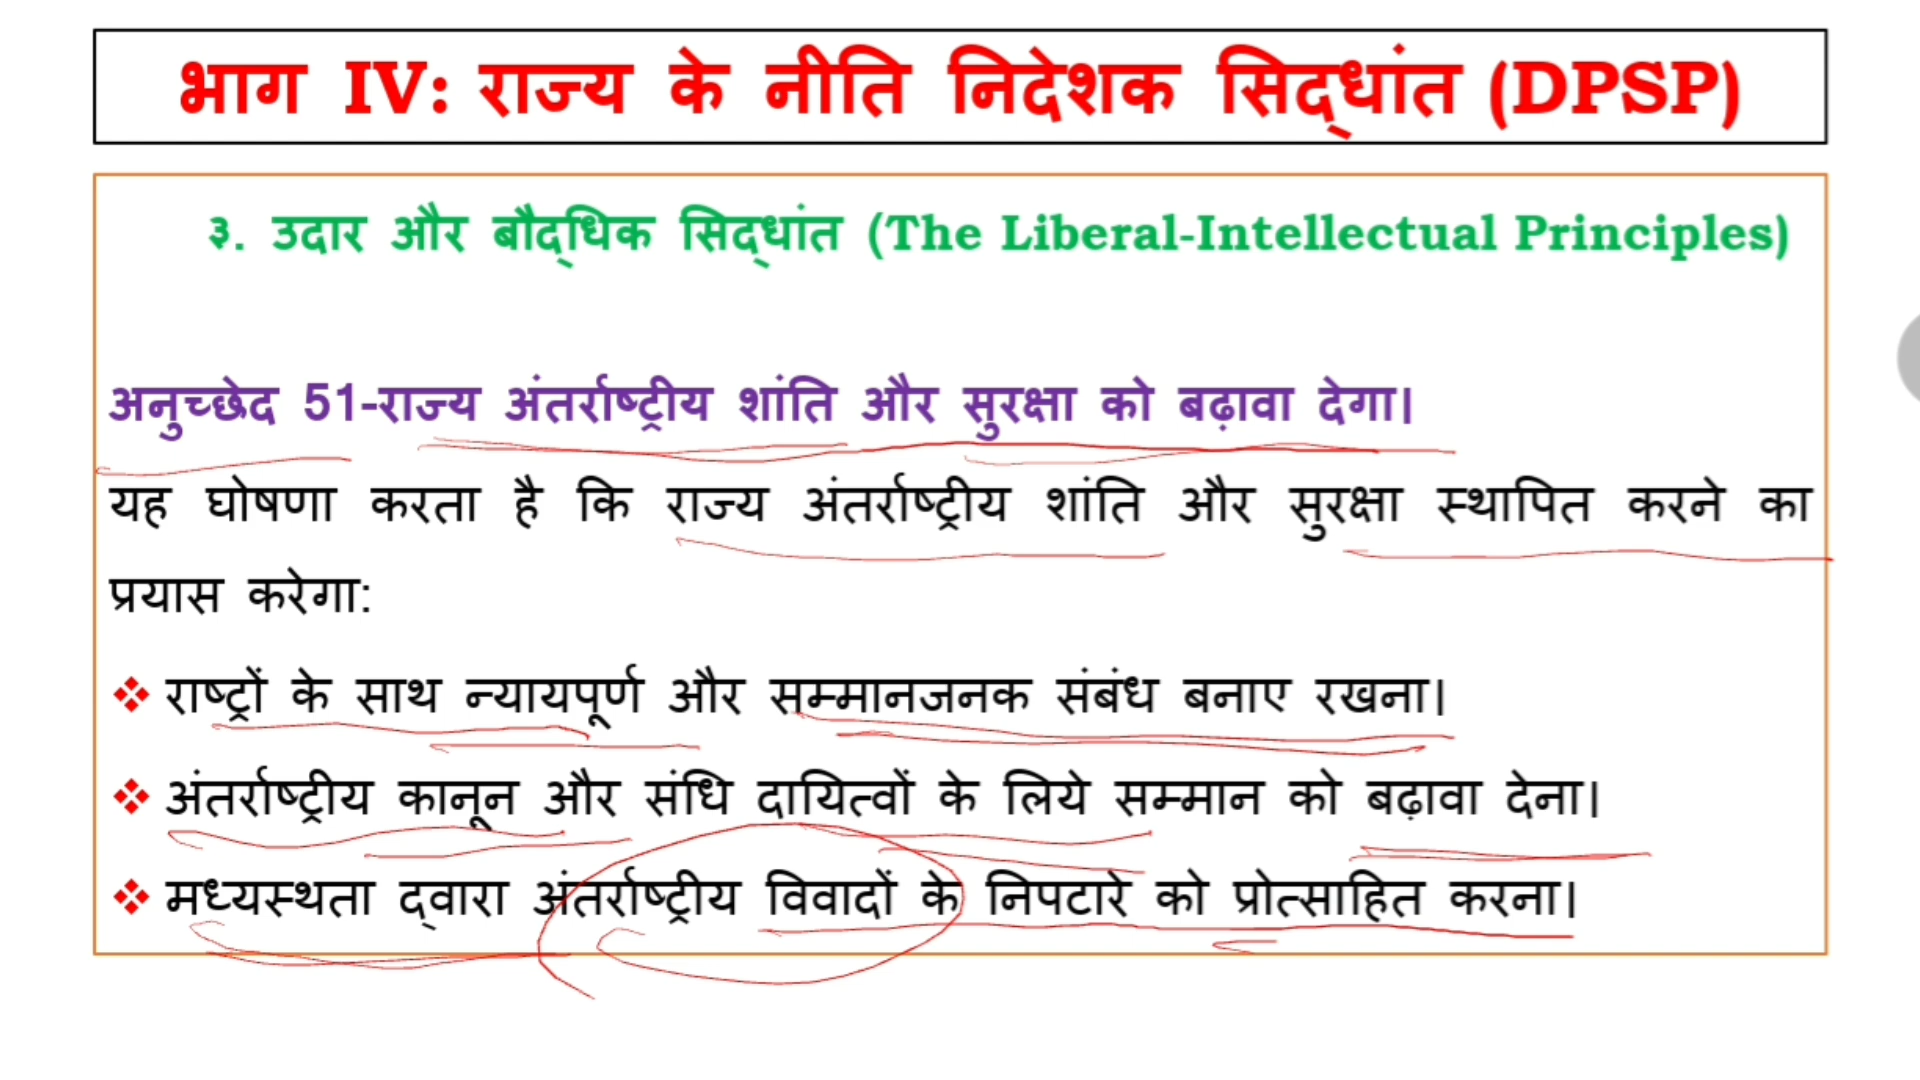 भाग IV: राज्य के नीति निदेशक सिद्धांत (DPSP)
३. उदार और बौद्धिक सिद्धांत (The Liberal-Intellectual Principles)
अनुच्छेद 51-राज्य अंतर्राष्ट्रीय शांति और सुरक्षा को बढ़ावा देगा।
यह घोषणा करता है कि राज्य अंतर्राष्ट्रीय शांति और सुरक्षा स्थापित करने का
प्रयास करेगा:
❖ राष्ट्रों के साथ न्यायपूर्ण और सम्मानजनक संबंध बनाए रखना।
❖ अंतर्राष्ट्रीय कानून और संधि दायित्वों के लिये सम्मान को बढ़ावा देना।
❖ मध्यस्थता द्वारा अंतर्राष्ट्रीय विवादों के निपटारे को प्रोत्साहित करना।